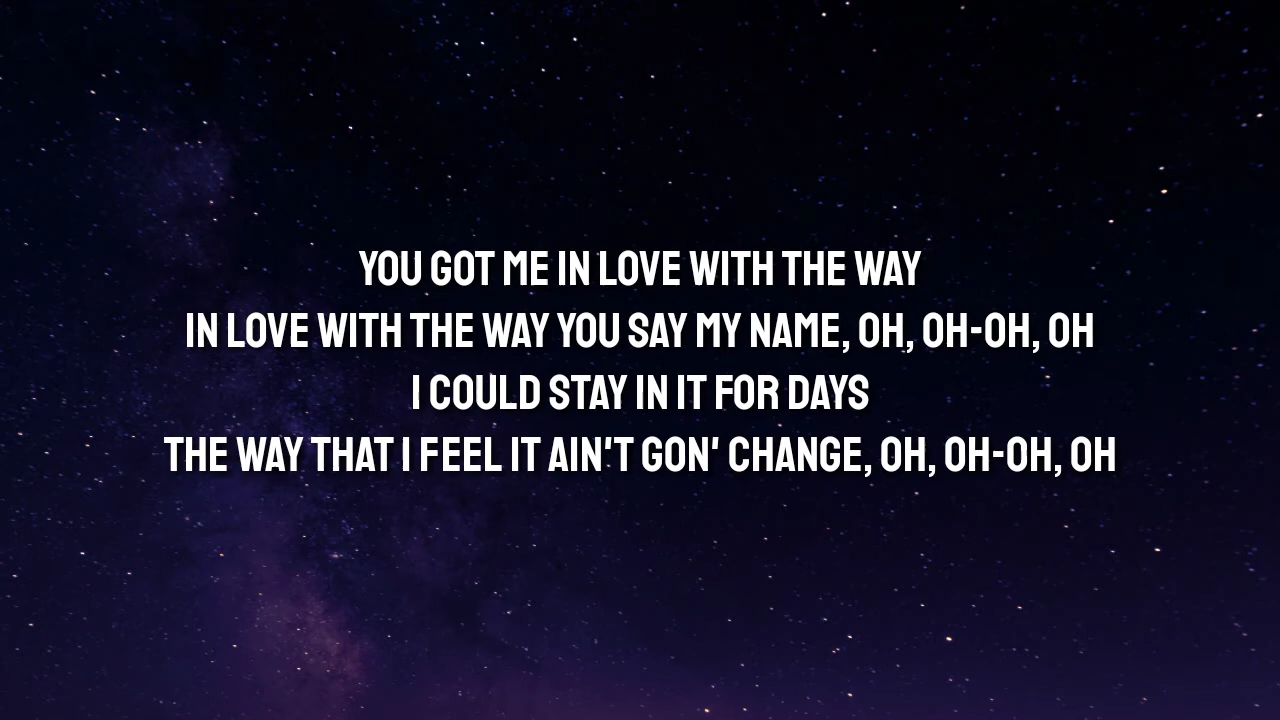 YOU GOT ME IN LOVE WITH THE WAY
IN LOVE WITH THE WAY YOU SAY MY NAME, OH, OH-OH, OH
I COULD STAY IN IT FOR DAYS
THE WAY THAT I FEEL IT AIN'T GON' CHANGE, OH, OH-OH, OH